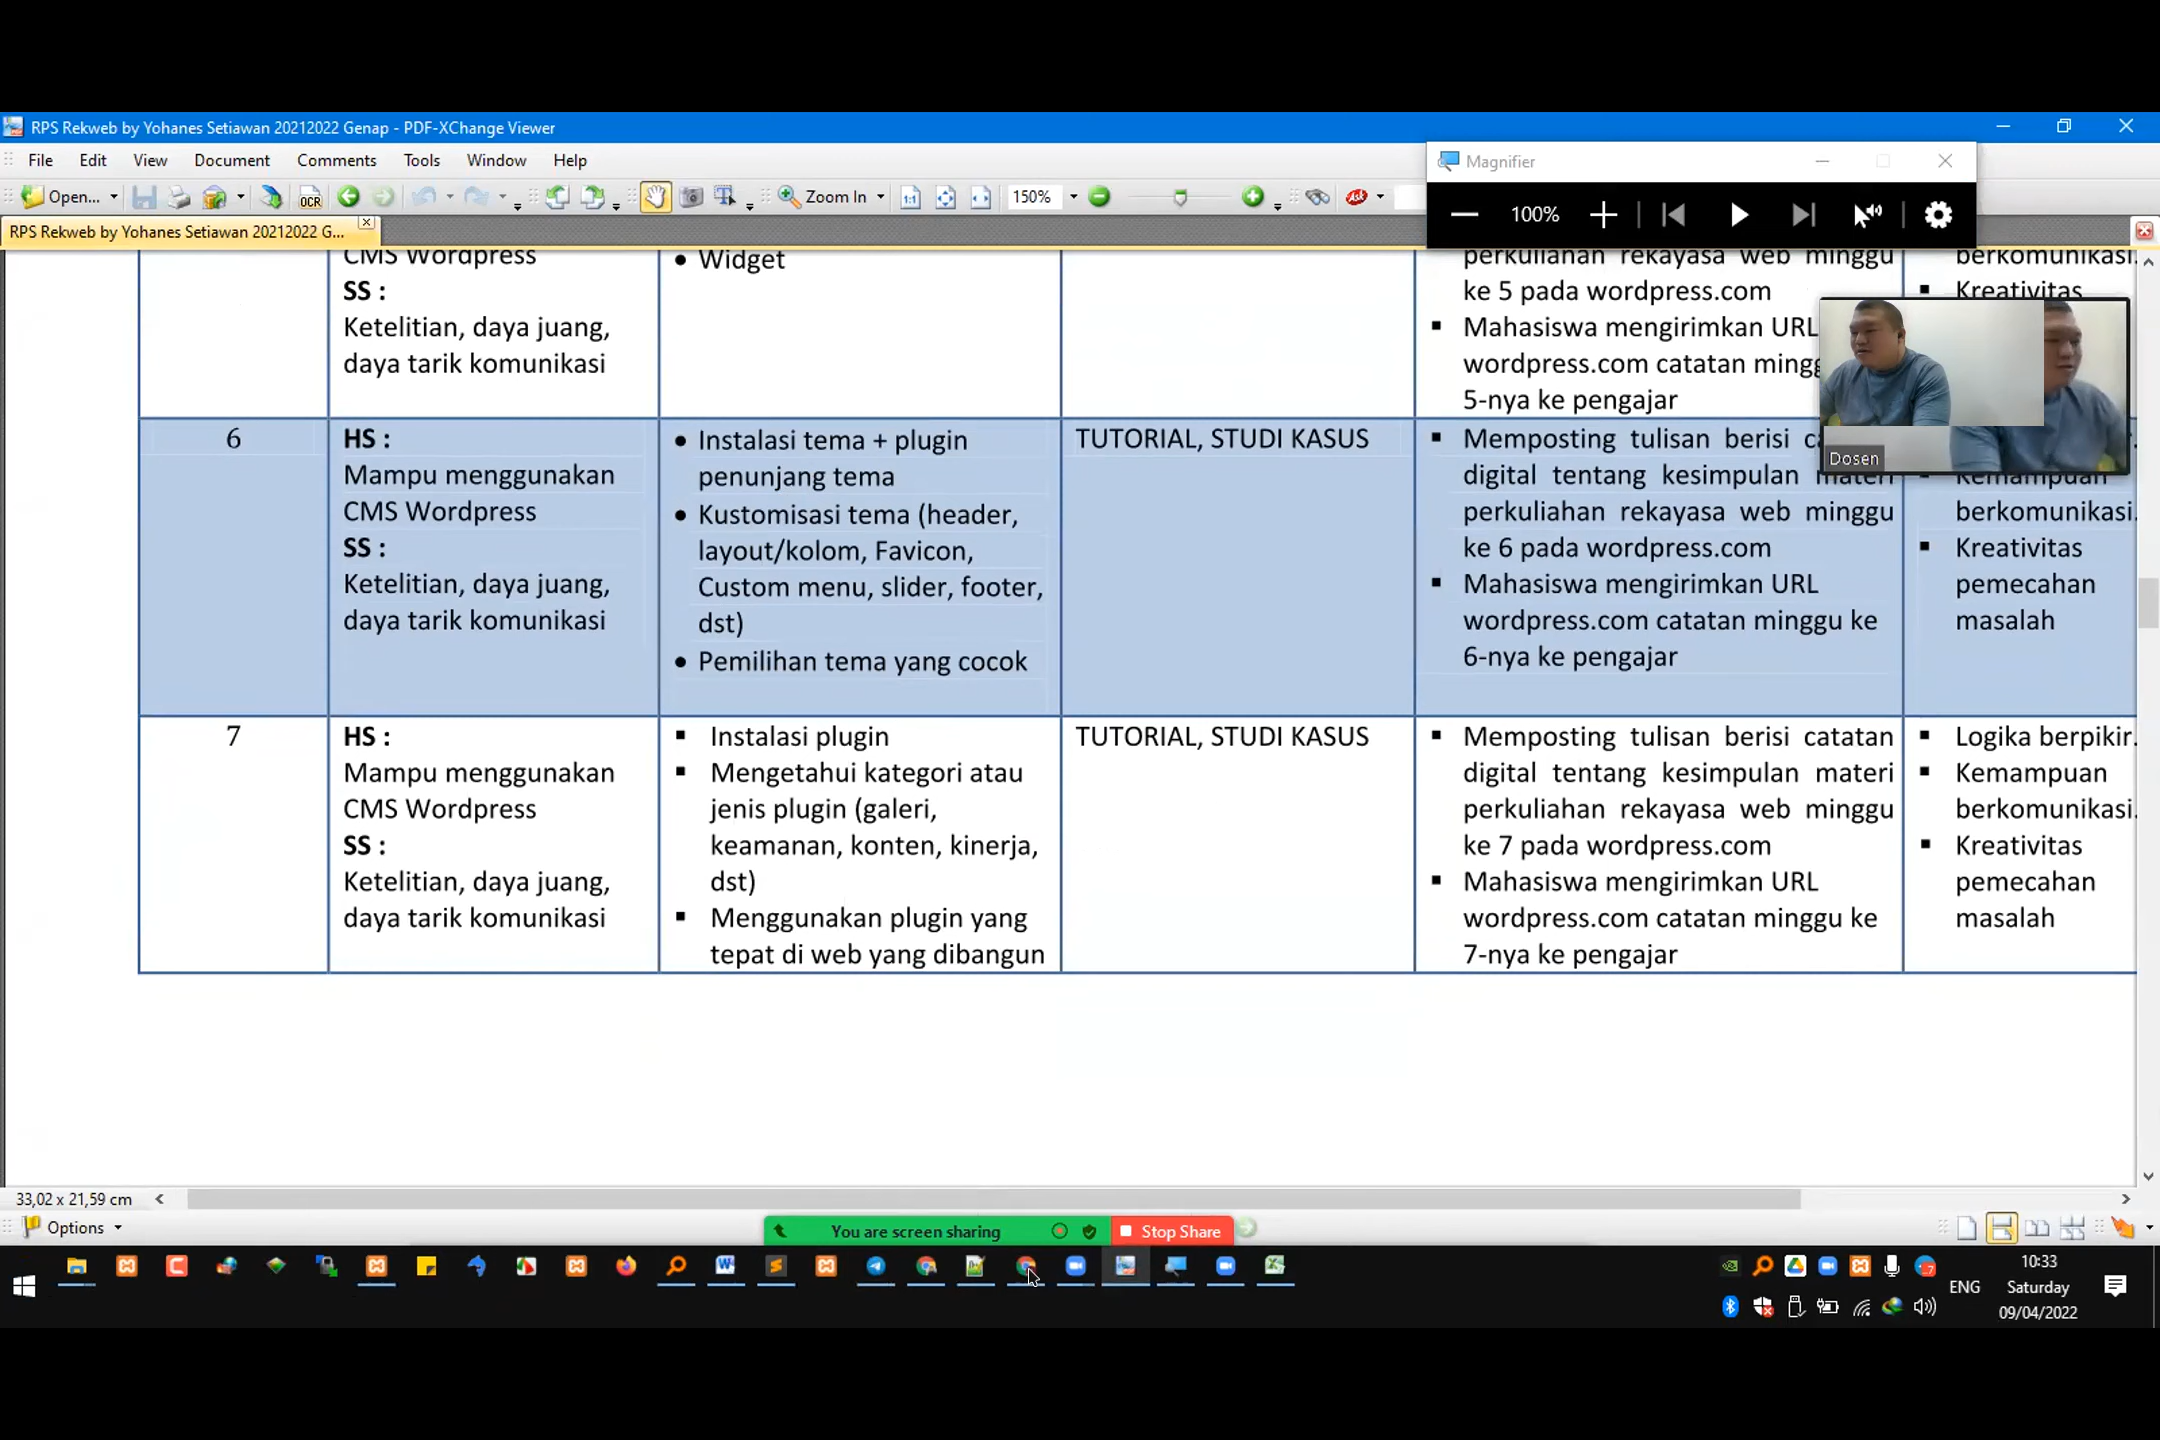 RPS Rekweb by Yohanes Setiawan 20212022 Genap - PDF-XChange Viewer
File Edit View Document Comments Tools Window Help
Magnifier
Open... OCR Zoom In 1:1 150%
100%
RPS Rekweb by Yohanes Setiawan 20212022 G...
CMS Wordpress
SS :
Ketelitian, daya juang,
daya tarik komunikasi
• Widget
perkuliahan rekayasa web minggu
ke 5 pada wordpress.com
▪ Mahasiswa mengirimkan URL
wordpress.com catatan
5-nya ke pengajar
berkomunikasi.
▪ Kreativitas
Dosen
6
HS :
Mampu menggunakan
CMS Wordpress
SS :
Ketelitian, daya juang,
daya tarik komunikasi
• Instalasi tema + plugin
penunjang tema
• Kustomisasi tema (header,
layout/kolom, Favicon,
Custom menu, slider, footer,
dst)
• Pemilihan tema yang cocok
TUTORIAL, STUDI KASUS
▪ Memposting tulisan berisi
digital tentang kesimpulan materi
perkuliahan rekayasa web minggu
ke 6 pada wordpress.com
▪ Mahasiswa mengirimkan URL
wordpress.com catatan minggu ke
6-nya ke pengajar
Kemampuan
berkomunikasi.
▪ Kreativitas
pemecahan
masalah
7
HS :
Mampu menggunakan
CMS Wordpress
SS :
Ketelitian, daya juang,
daya tarik komunikasi
▪ Instalasi plugin
▪ Mengetahui kategori atau
jenis plugin (galeri,
keamanan, konten, kinerja,
dst)
▪ Menggunakan plugin yang
tepat di web yang dibangun
TUTORIAL, STUDI KASUS
▪ Memposting tulisan berisi catatan
digital tentang kesimpulan materi
perkuliahan rekayasa web minggu
ke 7 pada wordpress.com
▪ Mahasiswa mengirimkan URL
wordpress.com catatan minggu ke
7-nya ke pengajar
▪ Logika berpikir.
▪ Kemampuan
berkomunikasi.
▪ Kreativitas
pemecahan
masalah
33,02 x 21,59 cm
Options
You are screen sharing Stop Share
10:33
ENG Saturday
09/04/2022